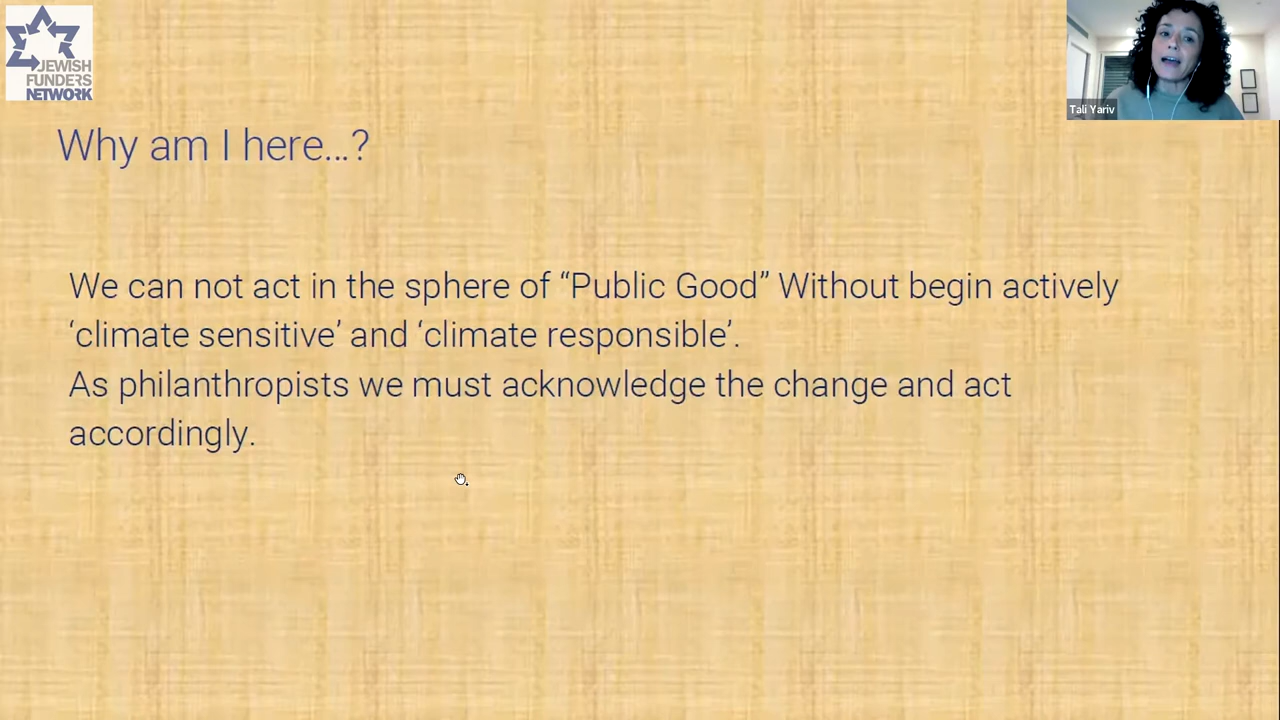 JEWISH
FUNDERS
NETWORK
Tali Yariv
Why am I here...?
We can not act in the sphere of “Public Good” Without begin actively
‘climate sensitive’ and ‘climate responsible’.
As philanthropists we must acknowledge the change and act
accordingly.